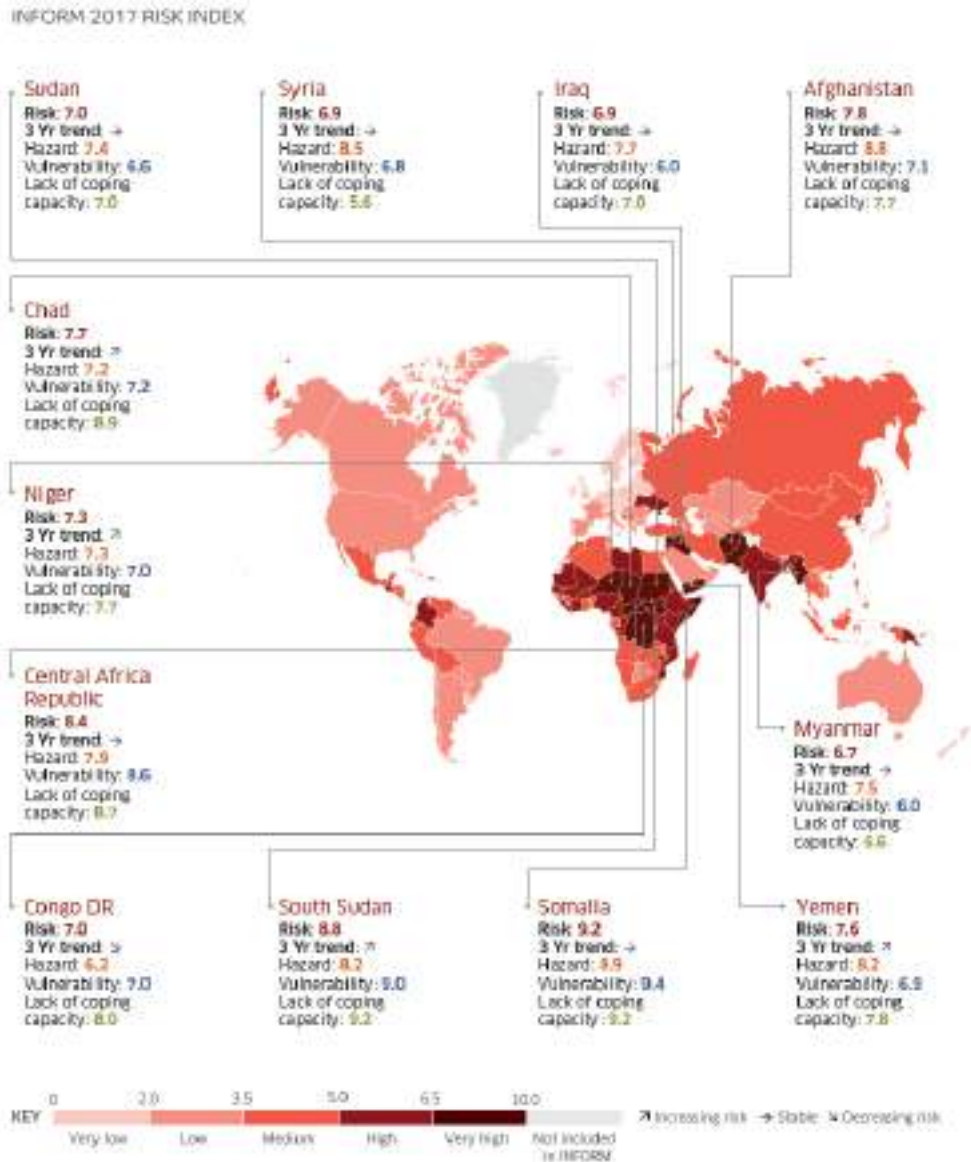 INFORM 2017 RISK INDEX
Sudan
Risk: 7.0
3 Yr trend: →
Hazard: 7.4
Vulnerability: 6.6
Lack of coping
capacity: 7.0
Syria
Risk: 6.9
3 Yr trend: →
Hazard: 8.5
Vulnerability: 6.8
Lack of coping
capacity: 5.6
Iraq
Risk: 6.9
3 Yr trend: →
Hazard: 7.7
Vulnerability: 6.0
Lack of coping
capacity: 7.0
Afghanistan
Risk: 7.8
3 Yr trend: →
Hazard: 8.8
Vulnerability: 7.1
Lack of coping
capacity: 7.7
Chad
Risk: 7.7
3 Yr trend: ↗
Hazard: 7.2
Vulnerability: 7.2
Lack of coping
capacity: 8.9
Niger
Risk: 7.3
3 Yr trend: ↗
Hazard: 7.3
Vulnerability: 7.0
Lack of coping
capacity: 7.7
Central Africa
Republic
Risk: 8.4
3 Yr trend: →
Hazard: 7.9
Vulnerability: 8.6
Lack of coping
capacity: 8.7
Myanmar
Risk: 6.7
3 Yr trend: →
Hazard: 7.5
Vulnerability: 6.0
Lack of coping
capacity: 6.6
Congo DR
Risk: 7.0
3 Yr trend: ↘
Hazard: 6.2
Vulnerability: 7.0
Lack of coping
capacity: 8.0
South Sudan
Risk: 8.8
3 Yr trend: ↗
Hazard: 8.2
Vulnerability: 9.0
Lack of coping
capacity: 9.2
Somalia
Risk: 9.2
3 Yr trend: →
Hazard: 8.9
Vulnerability: 9.4
Lack of coping
capacity: 9.2
Yemen
Risk: 7.6
3 Yr trend: ↗
Hazard: 8.2
Vulnerability: 6.9
Lack of coping
capacity: 7.8
0 2.0 3.5 5.0 6.5 10.0
KEY ↗ Increasing risk → Stable ↘ Decreasing risk
Very low Low Medium High Very high Not included
in INFORM